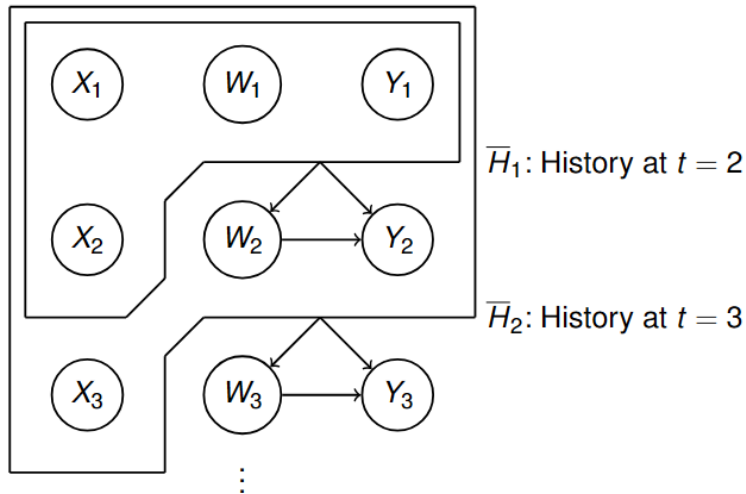 X₁ W₁ Y₁
H̅₁: History at t = 2
X₂ W₂ Y₂
H̅₂: History at t = 3
X₃ W₃ Y₃
⋮